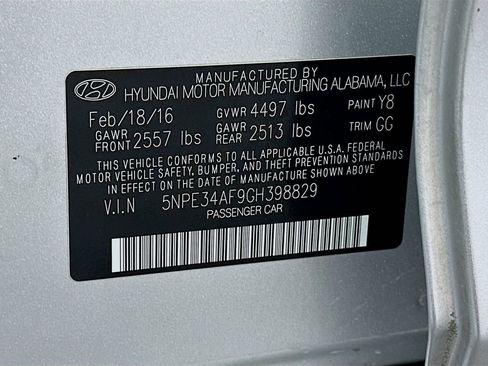 MANUFACTURED BY
HYUNDAI MOTOR MANUFACTURING ALABAMA, LLC
Feb/18/16 GVWR 4497 lbs PAINT Y8
GAWR FRONT 2557 lbs GAWR REAR 2513 lbs TRIM GG
THIS VEHICLE CONFORMS TO ALL APPLICABLE U.S.A. FEDERAL
MOTOR VEHICLE SAFETY, BUMPER, AND THEFT PREVENTION
STANDARDS IN EFFECT ON THE DATE OF MANUFACTURE SHOWN ABOVE
V.I.N 5NPE34AF9GH398829
PASSENGER CAR